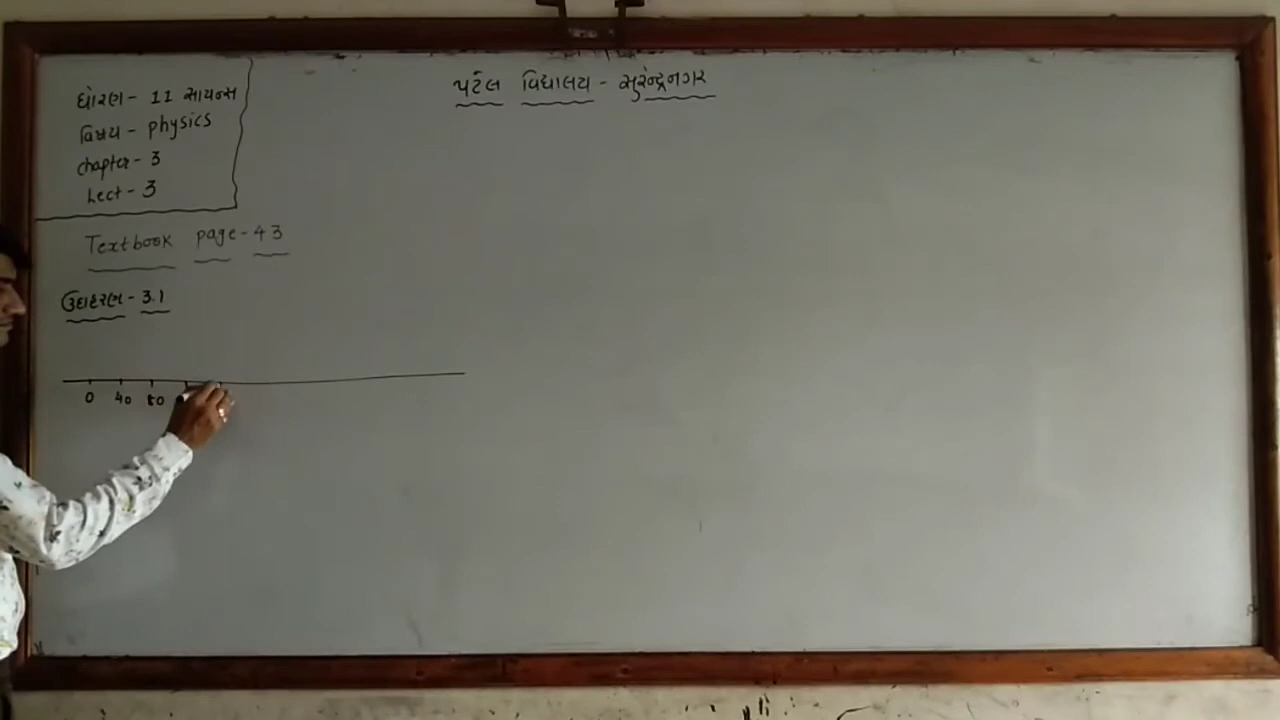 પટેલ વિદ્યાલય - સુરેન્દ્રનગર
ધોરણ - 11 સાયન્સ
વિષય - physics
chapter - 3
Lect - 3
Textbook page - 43
ઉદાહરણ - 3.1
0 40 80